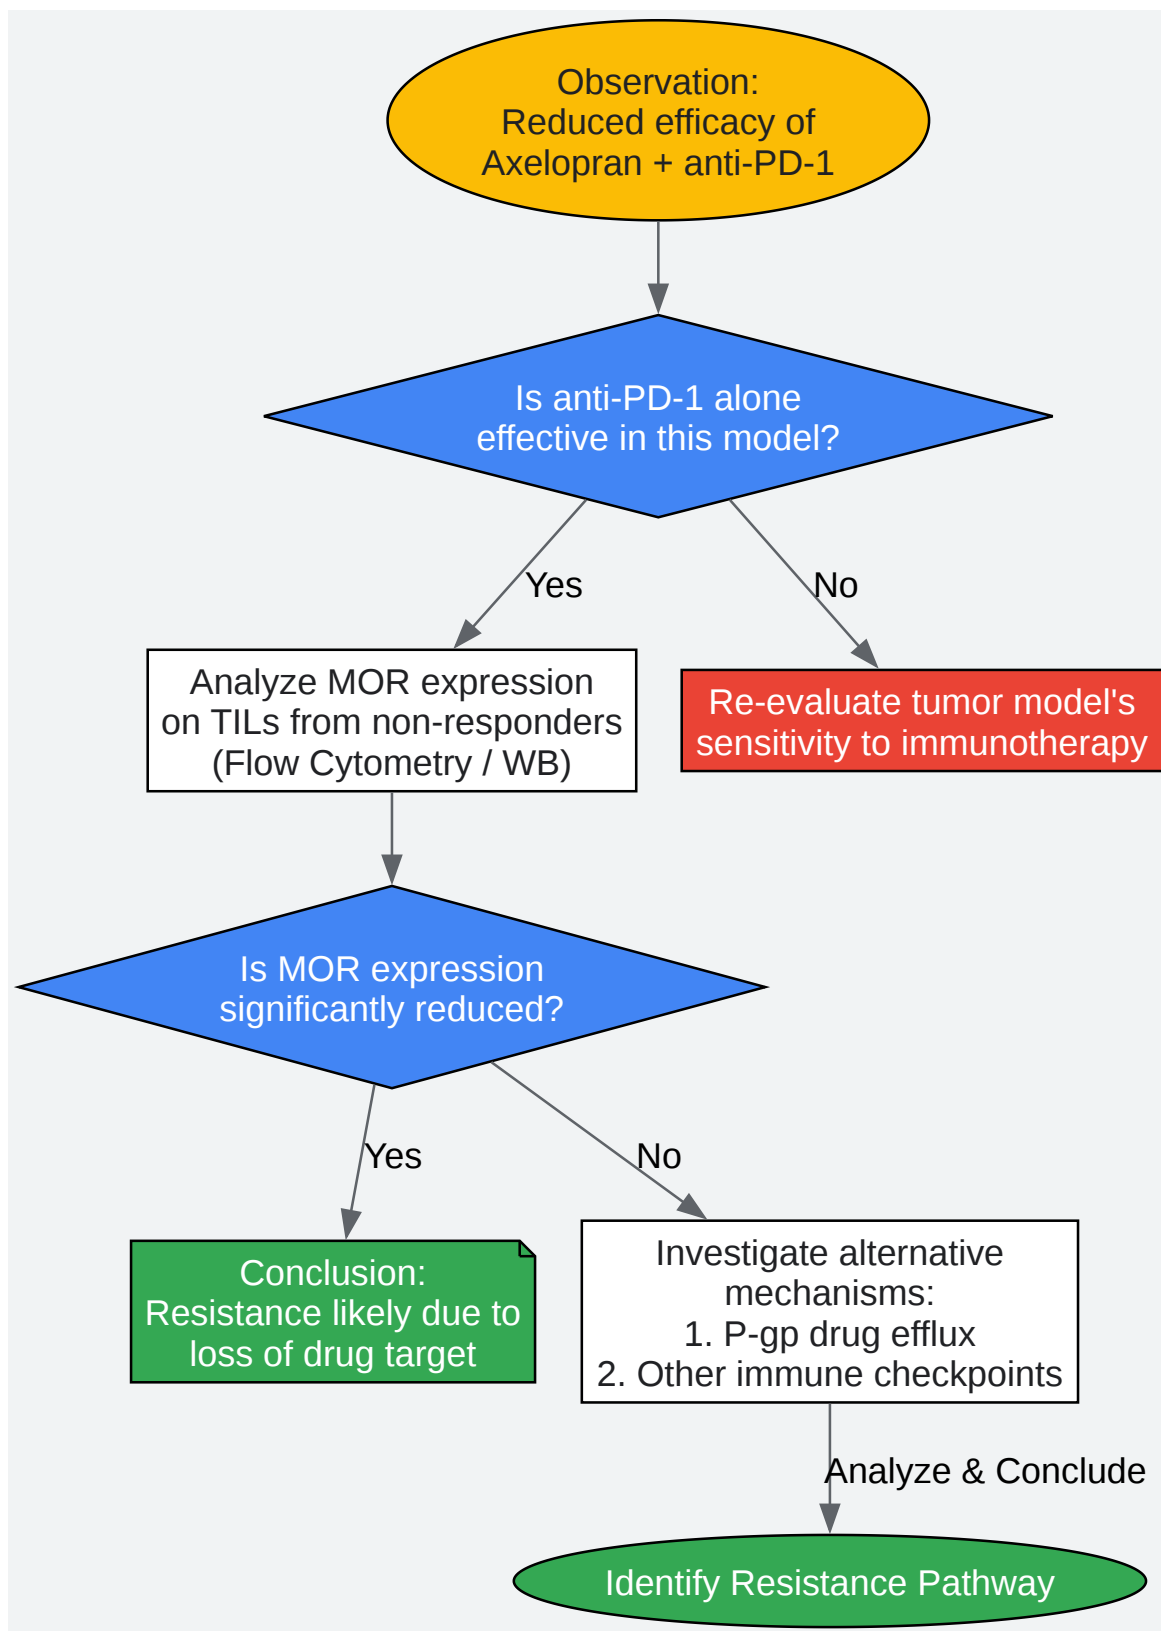 Observation:
Reduced efficacy of
Axelopran + anti-PD-1
Is anti-PD-1 alone
effective in this model?
Yes
No
Analyze MOR expression
on TILs from non-responders
(Flow Cytometry / WB)
Re-evaluate tumor model's
sensitivity to immunotherapy
Is MOR expression
significantly reduced?
Yes
No
Conclusion:
Resistance likely due to
loss of drug target
Investigate alternative
mechanisms:
1. P-gp drug efflux
2. Other immune checkpoints
Analyze & Conclude
Identify Resistance Pathway